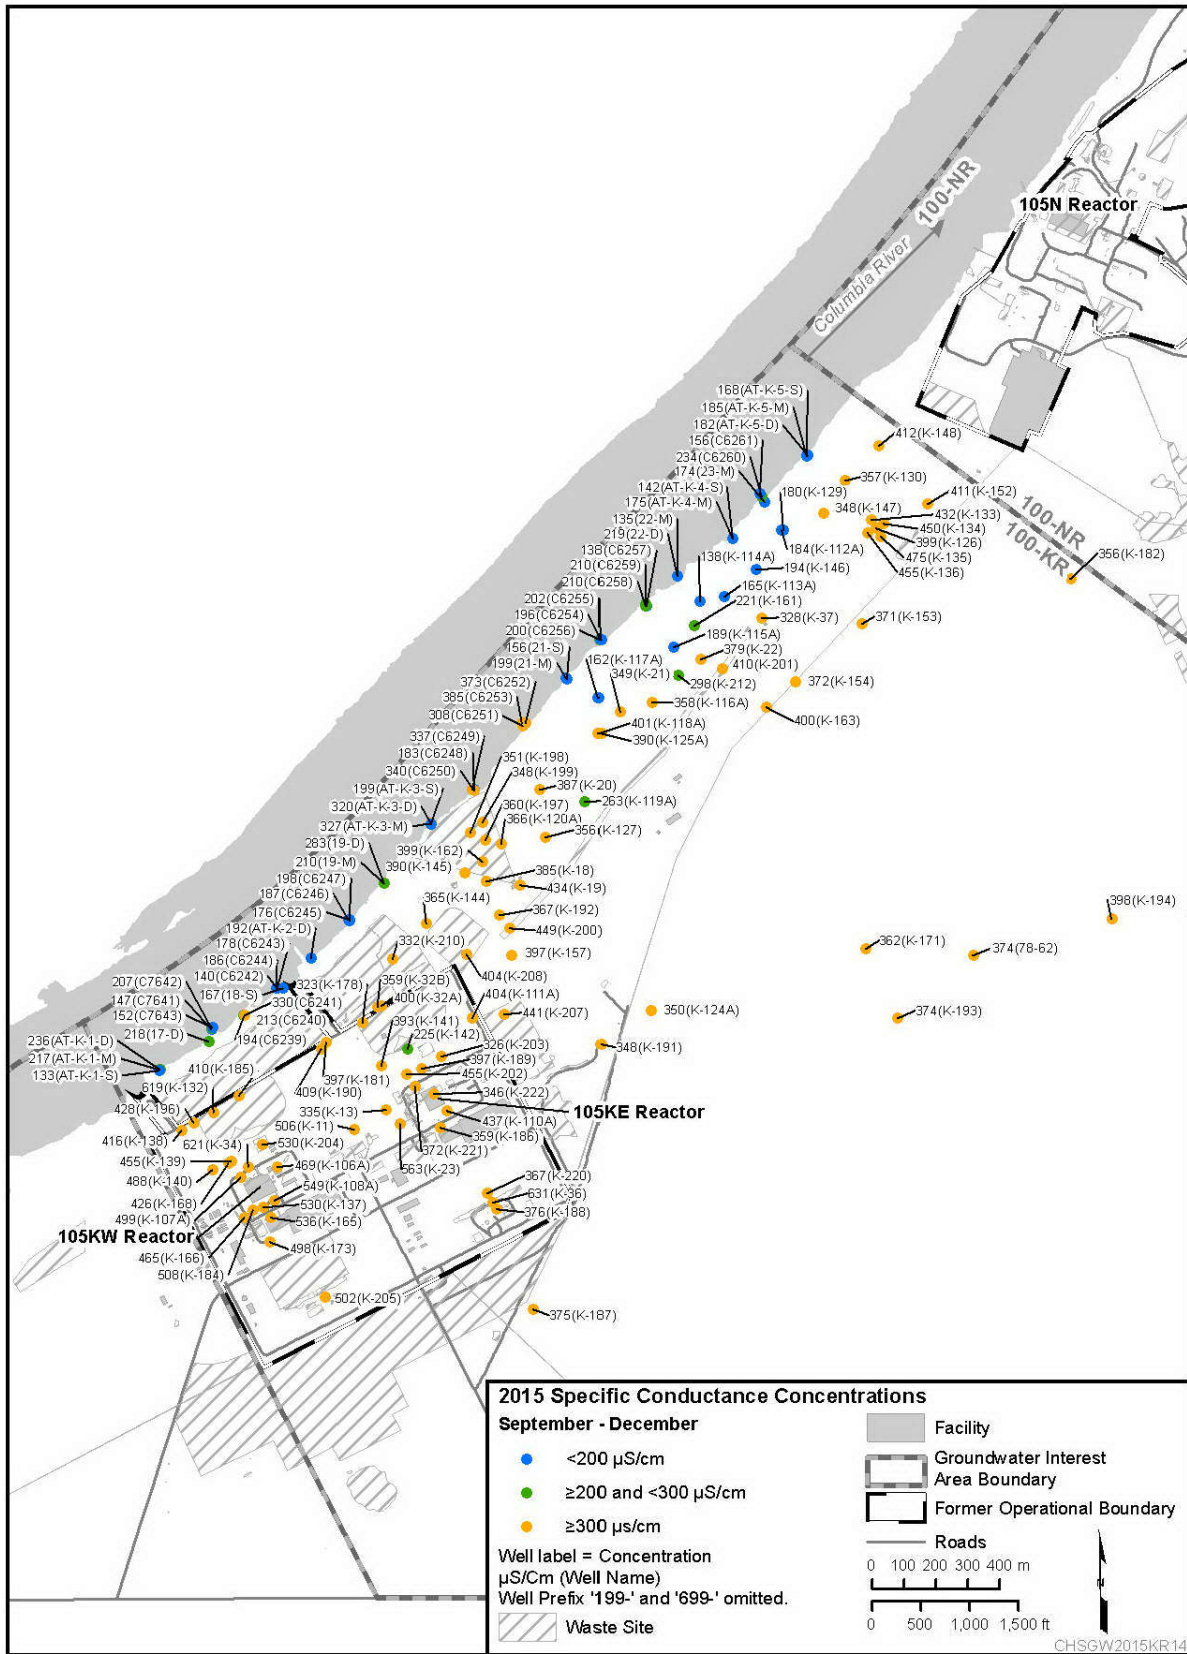 105N Reactor
100-NR
Columbia River
168(AT-K-5-S)
185(AT-K-5-M)
182(AT-K-5-D)
156(C6261)
234(C6260)
174(23-M)
142(AT-K-4-S)
175(AT-K-4-M)
135(22-M)
219(22-D)
138(C6257)
210(C6259)
210(C6258)
202(C6255)
196(C6254)
200(C6256)
156(21-S)
199(21-M)
373(C6252)
385(C6253)
308(C6251)
337(C6249)
183(C6248)
340(C6250)
199(AT-K-3-S)
320(AT-K-3-D)
327(AT-K-3-M)
283(19-D)
210(19-M)
198(C6247)
187(C6246)
176(C6245)
192(AT-K-2-D)
178(C6243)
186(C6244)
140(C6242)
167(18-S)
207(C7642)
147(C7641)
152(C7643)
218(17-D)
236(AT-K-1-D)
217(AT-K-1-M)
133(AT-K-1-S)
330(C6241)
213(C6240)
194(C6239)
412(K-148)
357(K-130)
411(K-152)
180(K-129)
348(K-147)
432(K-133)
450(K-134)
399(K-126)
475(K-135)
455(K-136)
184(K-112A)
138(K-114A)
194(K-146)
165(K-113A)
221(K-161)
328(K-37)
371(K-153)
356(K-182)
100-NR
100-KR
189(K-115A)
379(K-22)
410(K-201)
298(K-212)
372(K-154)
162(K-117A)
349(K-21)
358(K-116A)
400(K-163)
401(K-118A)
390(K-125A)
351(K-198)
348(K-199)
387(K-20)
263(K-119A)
360(K-197)
366(K-120A)
356(K-127)
399(K-162)
390(K-145)
385(K-18)
434(K-19)
365(K-144)
367(K-192)
449(K-200)
397(K-157)
398(K-194)
362(K-171)
374(78-62)
374(K-193)
332(K-210)
404(K-208)
323(K-178)
359(K-32B)
400(K-32A)
404(K-111A)
441(K-207)
350(K-124A)
393(K-141)
225(K-142)
326(K-203)
348(K-191)
397(K-189)
455(K-202)
397(K-181)
409(K-190)
346(K-222)
105KE Reactor
335(K-13)
437(K-110A)
506(K-11)
359(K-186)
372(K-221)
563(K-23)
410(K-185)
619(K-132)
428(K-196)
416(K-138)
621(K-34)
530(K-204)
455(K-139)
469(K-106A)
488(K-140)
549(K-108A)
426(K-168)
530(K-137)
499(K-107A)
536(K-165)
105KW Reactor
465(K-166)
498(K-173)
508(K-184)
367(K-220)
631(K-36)
376(K-188)
502(K-205)
375(K-187)
2015 Specific Conductance Concentrations
September - December
<200 µS/cm
≥200 and <300 µS/cm
≥300 µs/cm
Well label = Concentration
µS/Cm (Well Name)
Well Prefix '199-' and '699-' omitted.
Waste Site
Facility
Groundwater Interest
Area Boundary
Former Operational Boundary
Roads
0 100 200 300 400 m
0 500 1,000 1,500 ft
CHSGW2015KR14